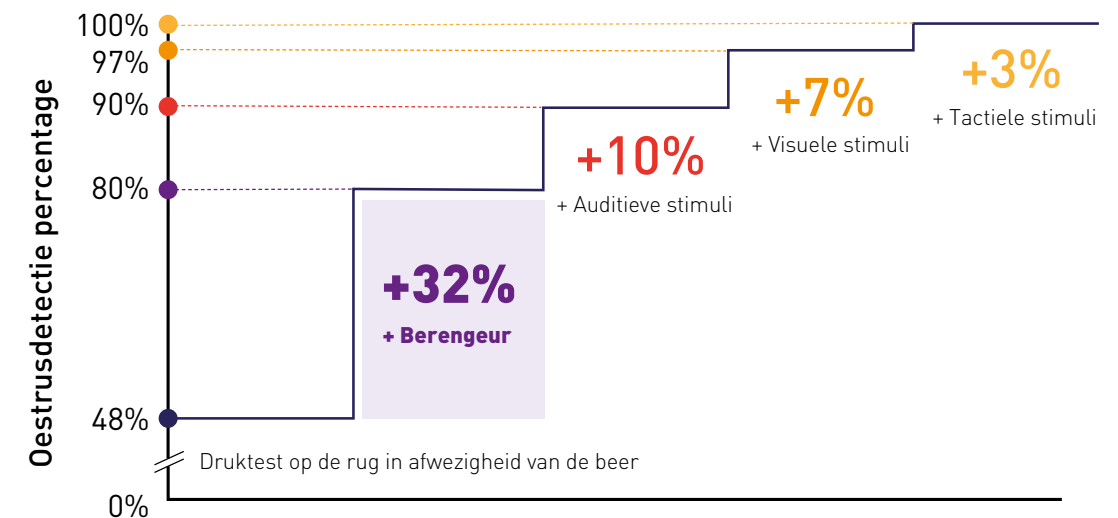 Oestrusdetectie percentage
100%
97%
90%
80%
48%
0%
+3%
+ Tactiele stimuli
+7%
+ Visuele stimuli
+10%
+ Auditieve stimuli
+32%
+ Berengeur
Druktest op de rug in afwezigheid van de beer